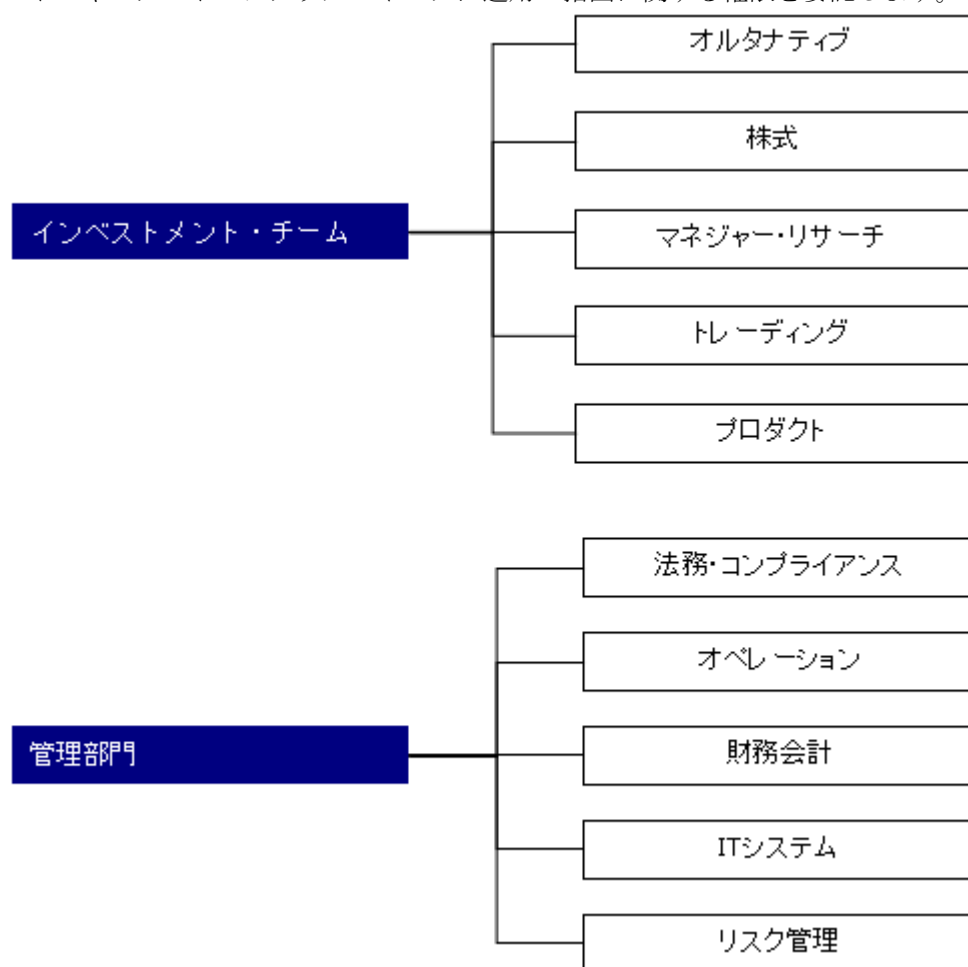 オルタナティブ
株式
インベストメント・チーム
マネジャー・リサーチ
トレーディング
プロダクト
法務・コンプライアンス
オペレーション
管理部門
財務会計
ITシステム
リスク管理